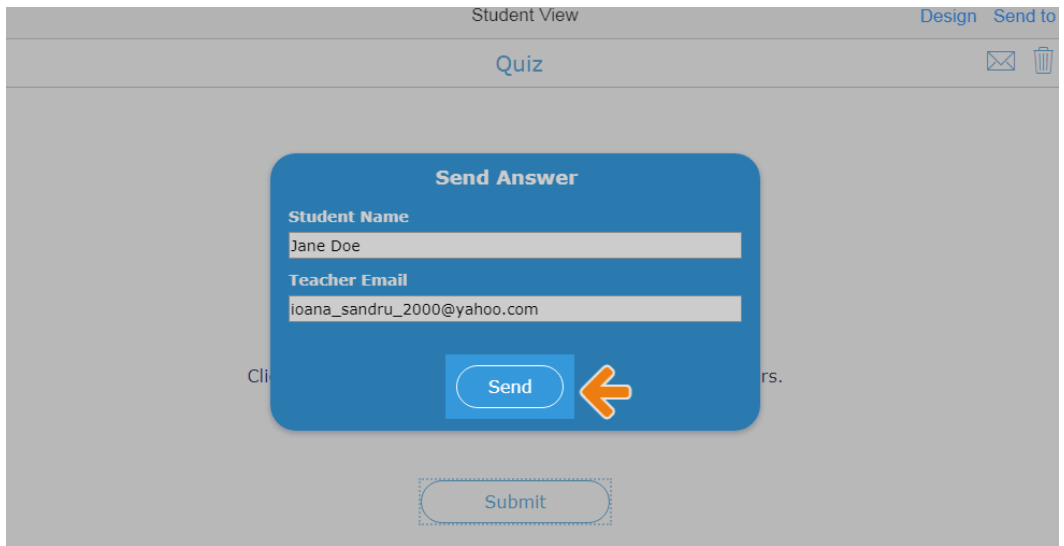 Student View
Design Send to
Quiz
Send Answer
Student Name
Jane Doe
Teacher Email
ioana_sandru_2000@yahoo.com
Send
Submit